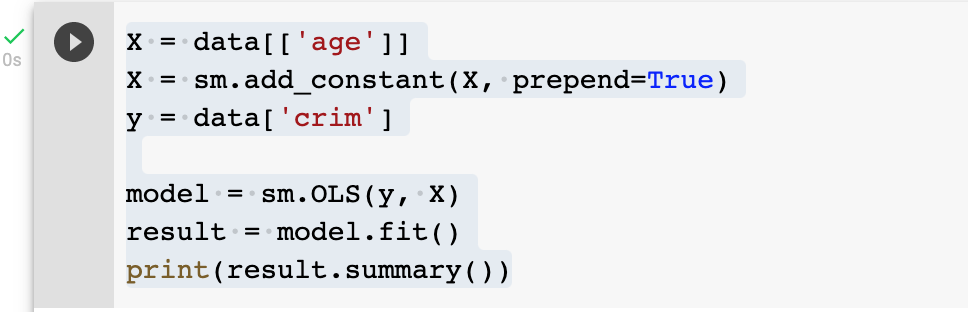 0s
X = data[['age']]
X = sm.add_constant(X, prepend=True)
y = data['crim']
model = sm.OLS(y, X)
result = model.fit()
print(result.summary())